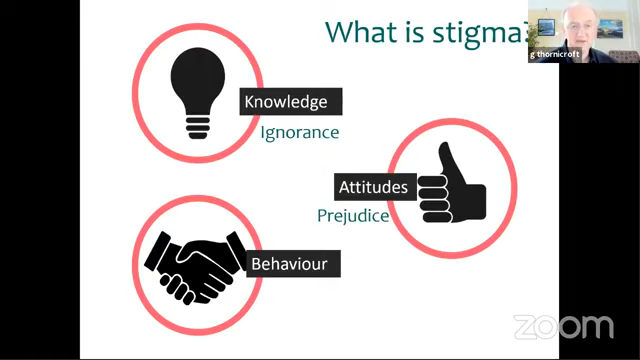 What is stigma?
g thornicroft
Knowledge
Ignorance
Attitudes
Prejudice
Behaviour
zoom